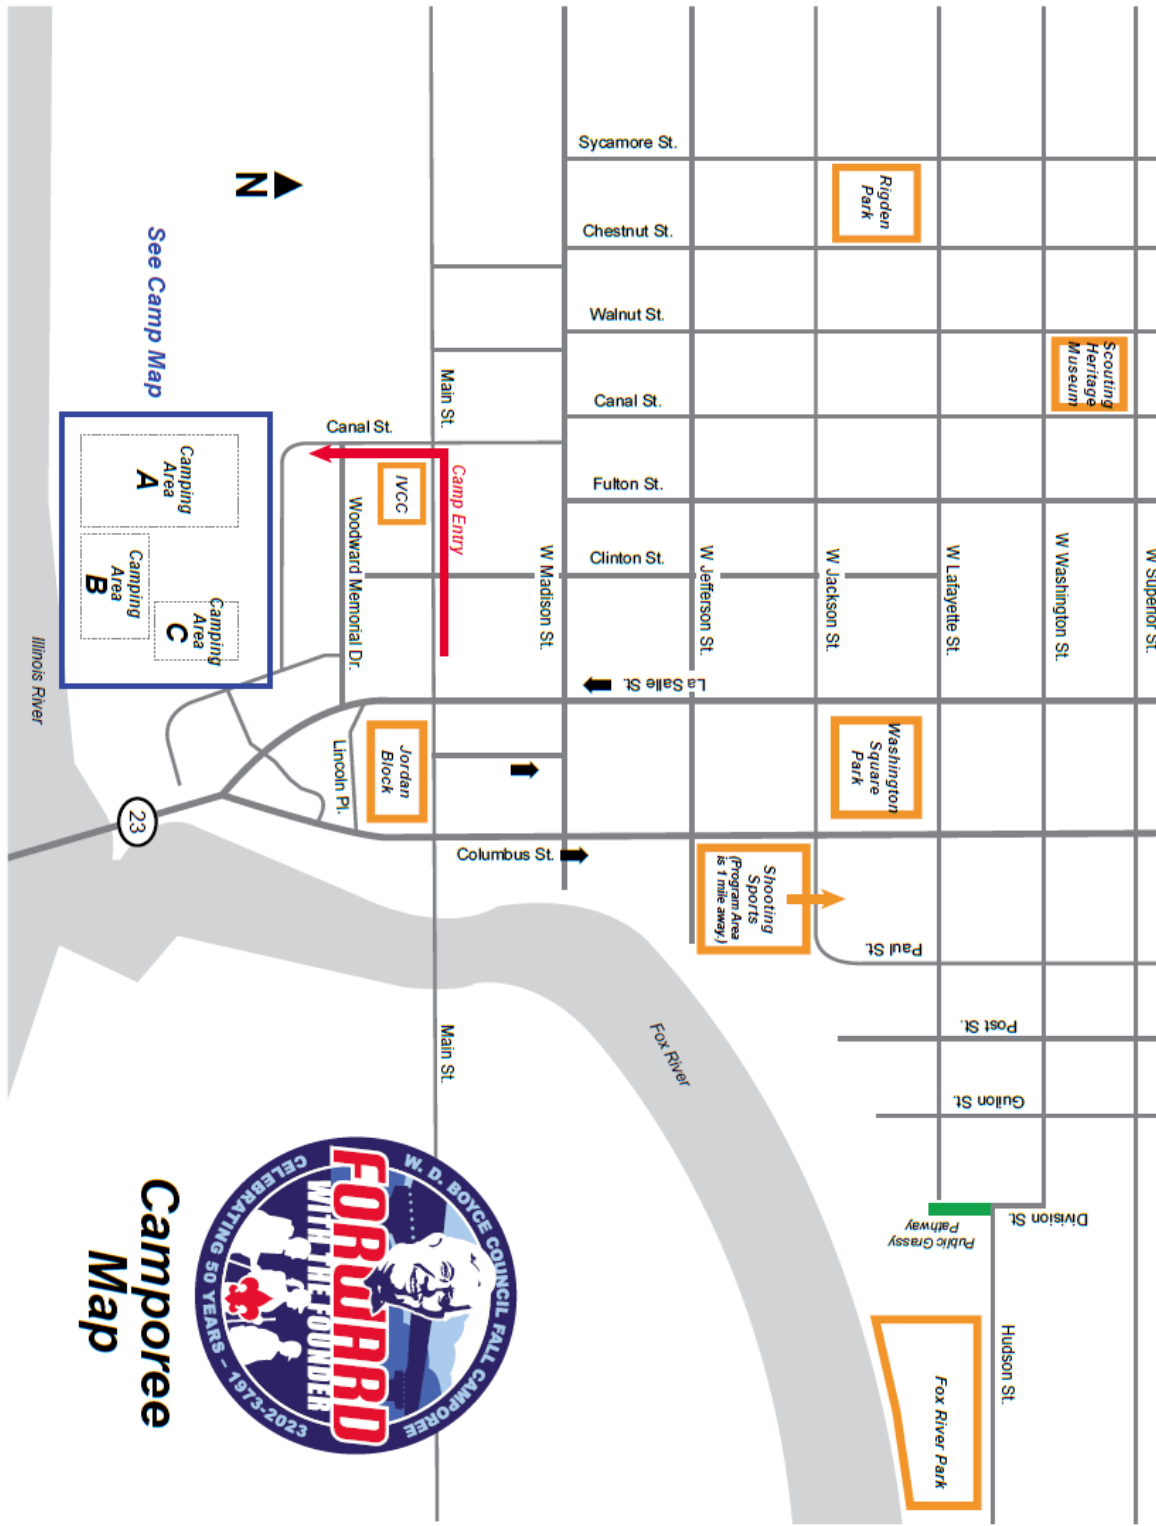 Sycamore St.
Chestnut St.
Walnut St.
Canal St.
Fulton St.
Clinton St.
Rigden
Park
Scouting
Heritage
Museum
N
See Camp Map
Camping
Area
A
Camping
Area
B
Camping
Area
C
Canal St.
Main St.
Camp Entry
IVCC
Woodward Memorial Dr.
W Madison St.
W Jefferson St.
W Jackson St.
W Lafayette St.
W Washington St.
W Superior St.
La Salle St.
Illinois River
Lincoln Pl.
Jordan
Block
Washington
Square
Park
23
Columbus St.
Shooting
Sports
(Program Area
is 1 mile away.)
Paul St.
Post St.
Guilon St.
Division St.
Public Grassy
Pathway
Main St.
Fox River
Hudson St.
Fox River Park
W. D. BOYCE COUNCIL FALL CAMPOREE
FORWARD
WITH THE FOUNDER
CELEBRATING 50 YEARS – 1973-2023
Camporee
Map